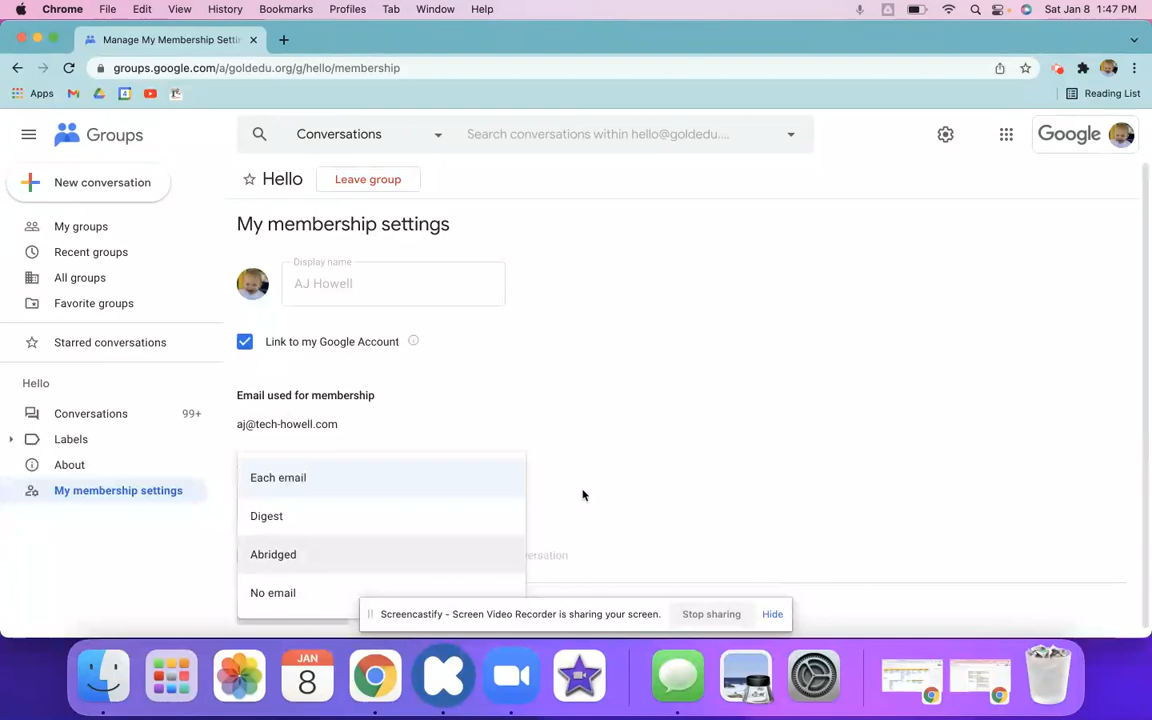 Chrome File Edit View History Bookmarks Profiles Tab Window Help Sat Jan 8 1:47 PM
Manage My Membership Setti
groups.google.com/a/goldedu.org/g/hello/membership
Apps Reading List
Groups Conversations Search conversations within hello@goldedu.... Google
New conversation Hello Leave group
My membership settings
My groups
Recent groups
Display name
All groups AJ Howell
Favorite groups
Starred conversations Link to my Google Account
Hello
Email used for membership
Conversations 99+
aj@tech-howell.com
Labels
About
Each email
My membership settings
Digest
Abridged ersation
No email
Screencastify - Screen Video Recorder is sharing your screen. Stop sharing Hide
JAN
8